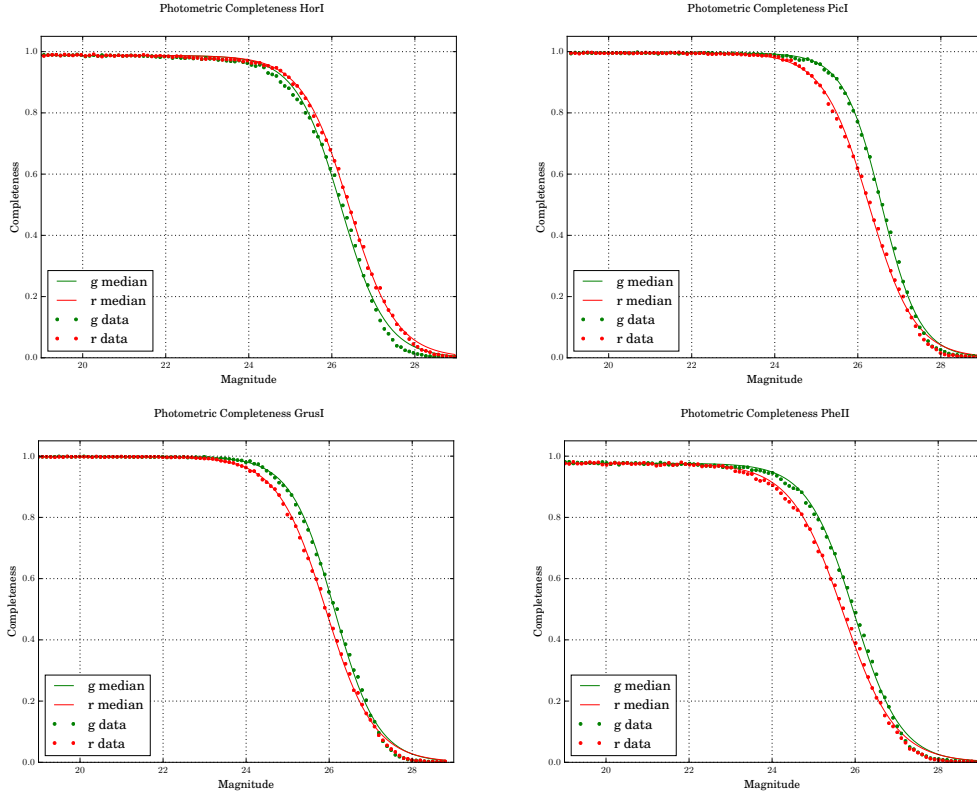 Photometric Completeness HorI
1.0
0.8
0.6
0.4
0.2
0.0
Completeness
20
22
24
26
28
Magnitude
g median
r median
g data
r data
Photometric Completeness PicI
1.0
0.8
0.6
0.4
0.2
0.0
Completeness
20
22
24
26
28
Magnitude
g median
r median
g data
r data
Photometric Completeness GrusI
1.0
0.8
0.6
0.4
0.2
0.0
Completeness
20
22
24
26
28
Magnitude
g median
r median
g data
r data
Photometric Completeness PheII
1.0
0.8
0.6
0.4
0.2
0.0
Completeness
20
22
24
26
28
Magnitude
g median
r median
g data
r data